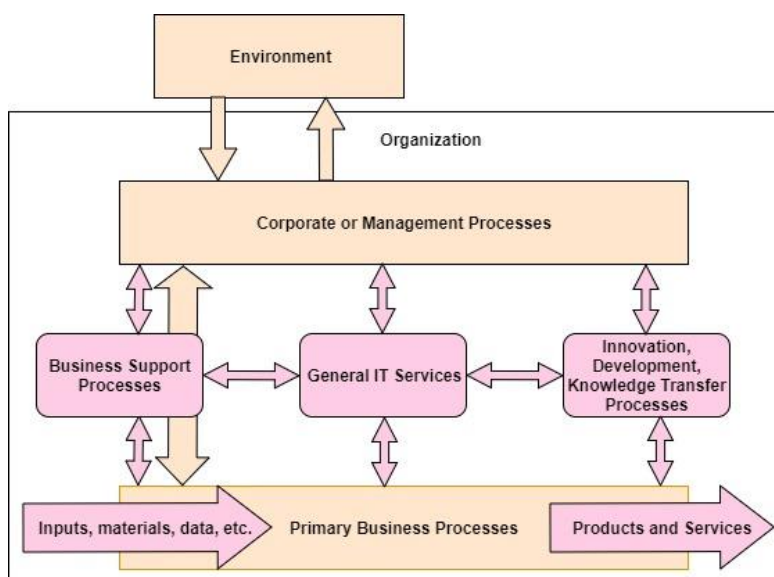 Environment
Organization
Corporate or Management Processes
Business Support
Processes
General IT Services
Innovation,
Development,
Knowledge Transfer
Processes
Inputs, materials, data, etc.
Primary Business Processes
Products and Services